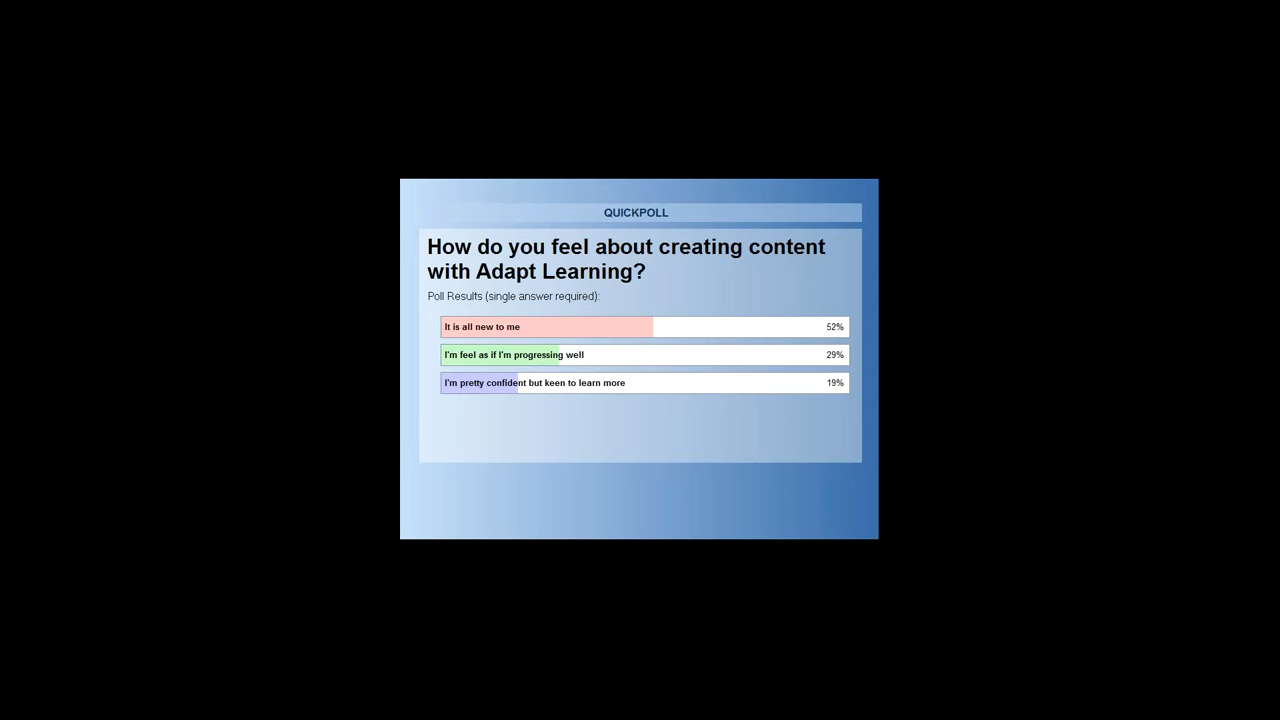 QUICKPOLL
How do you feel about creating content
with Adapt Learning?
Poll Results (single answer required):
It is all new to me 52%
I'm feel as if I'm progressing well 29%
I'm pretty confident but keen to learn more 19%